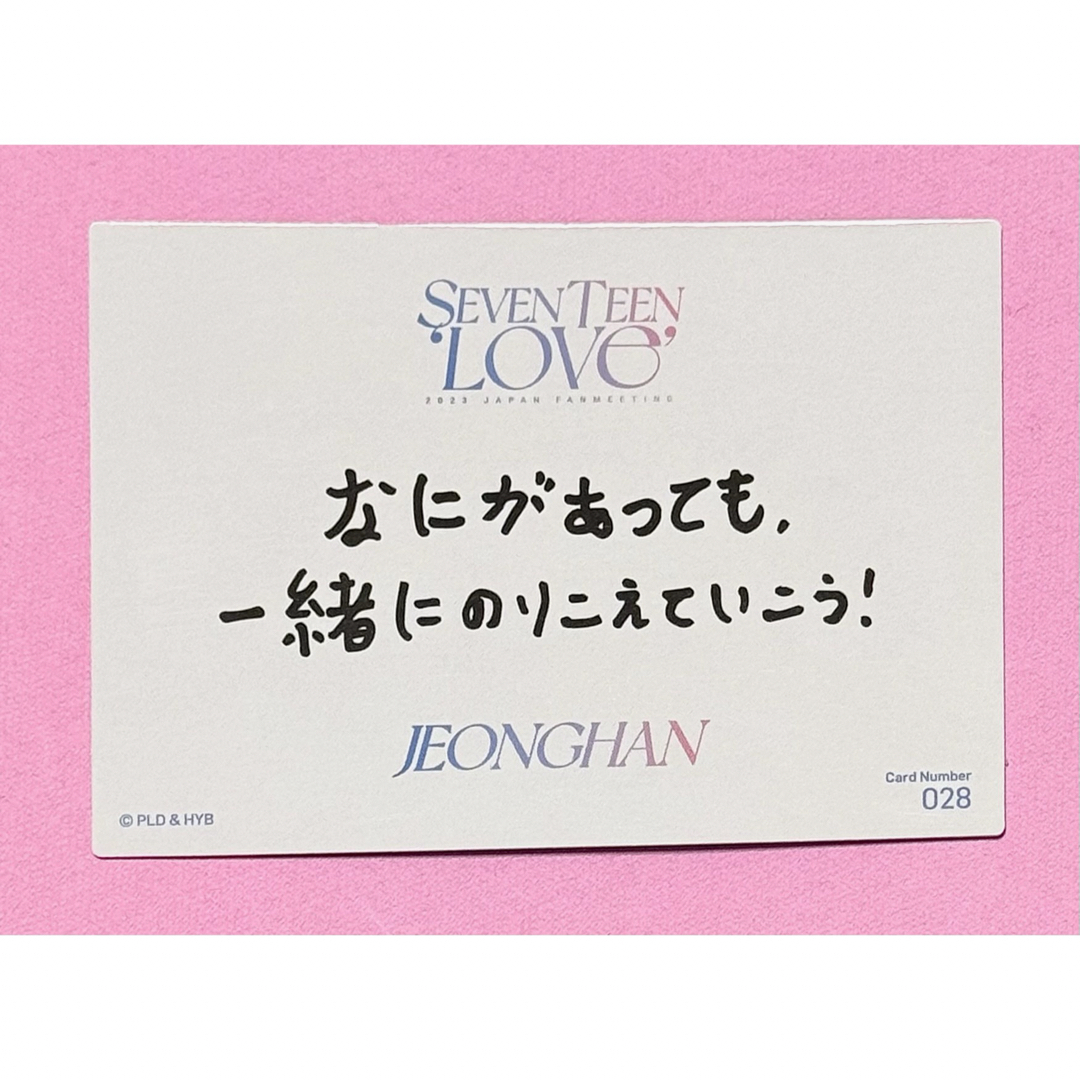 SEVENTEEN
'LOVe'
2023 JAPAN FANMEETING
なにがあっても,
一緒にのりこえていこう!
JEONGHAN
Card Number
028
© PLD & HYB